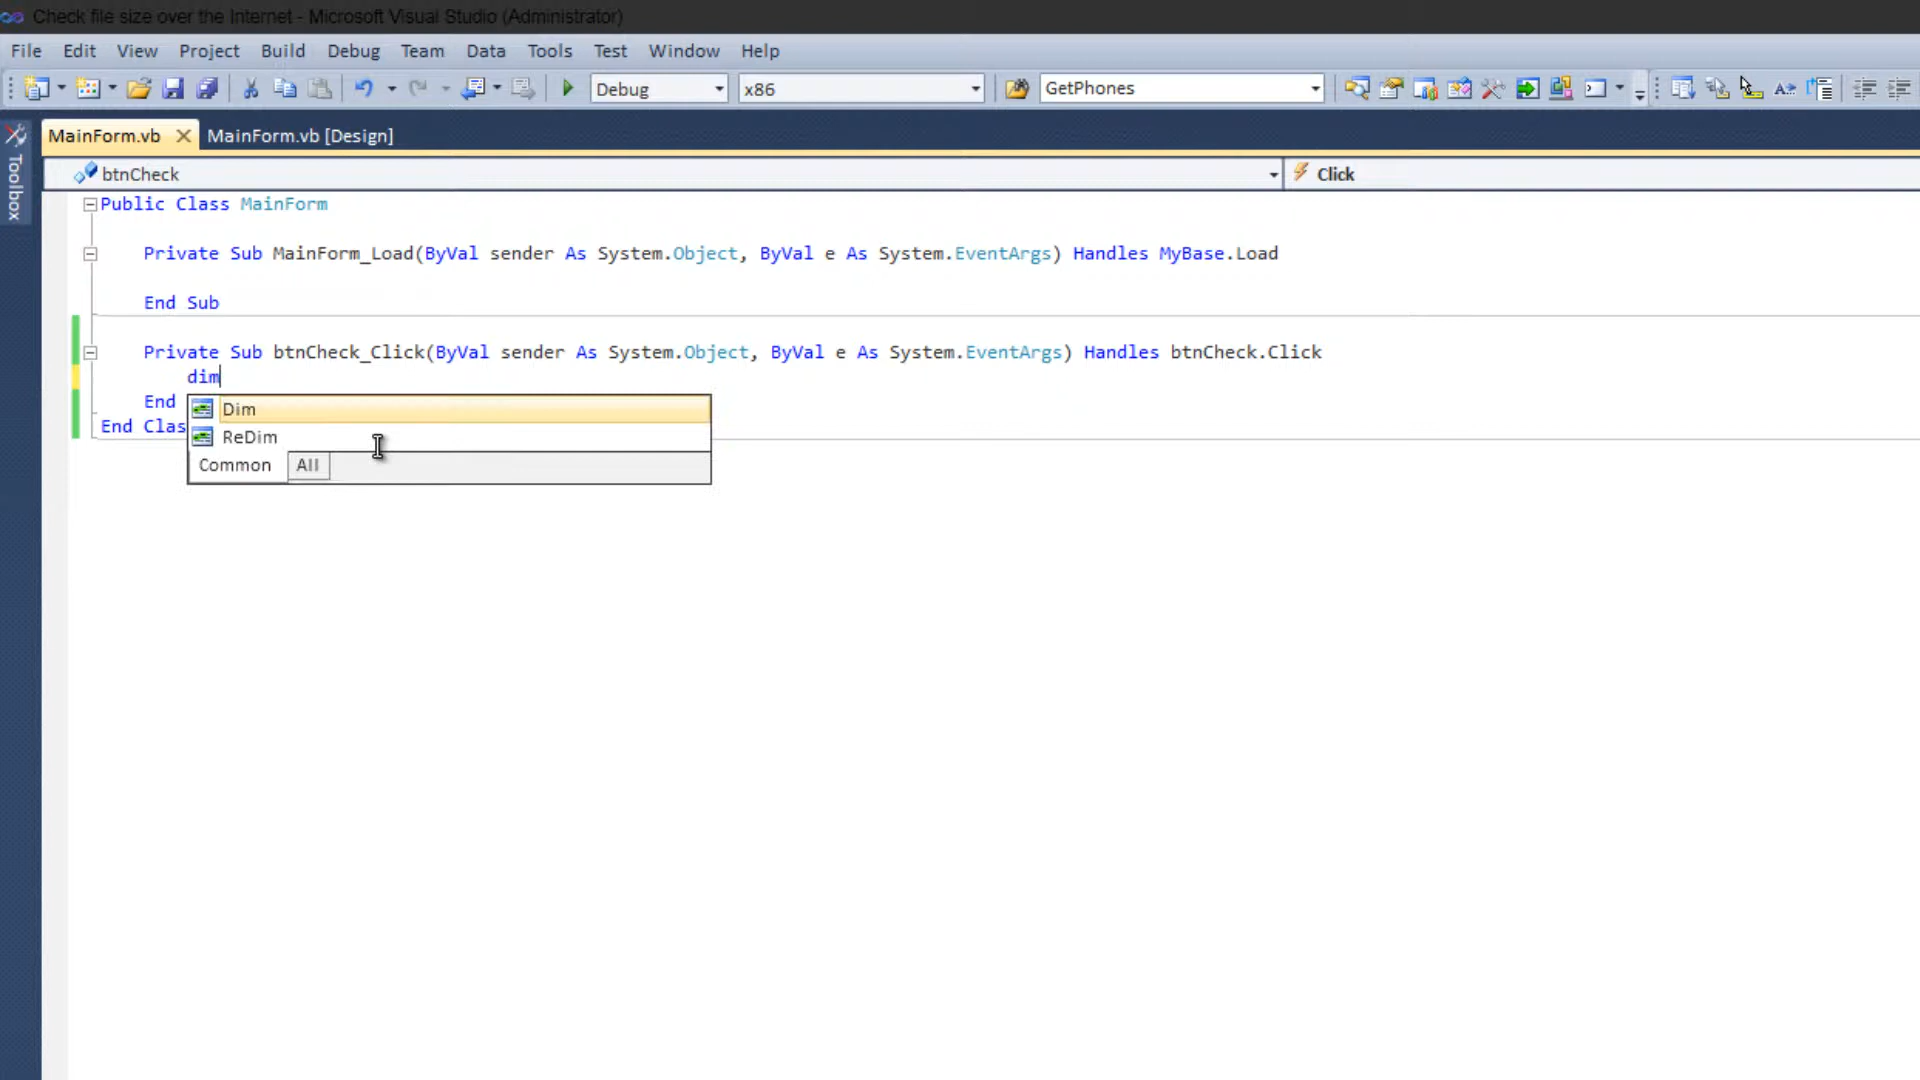 Check file size over the Internet - Microsoft Visual Studio (Administrator)
File Edit View Project Build Debug Team Data Tools Test Window Help
Debug x86 GetPhones
MainForm.vb MainForm.vb [Design]
Toolbox
btnCheck Click
Public Class MainForm
Private Sub MainForm_Load(ByVal sender As System.Object, ByVal e As System.EventArgs) Handles MyBase.Load
End Sub
Private Sub btnCheck_Click(ByVal sender As System.Object, ByVal e As System.EventArgs) Handles btnCheck.Click
dim
End
End Clas
Dim
ReDim
Common All